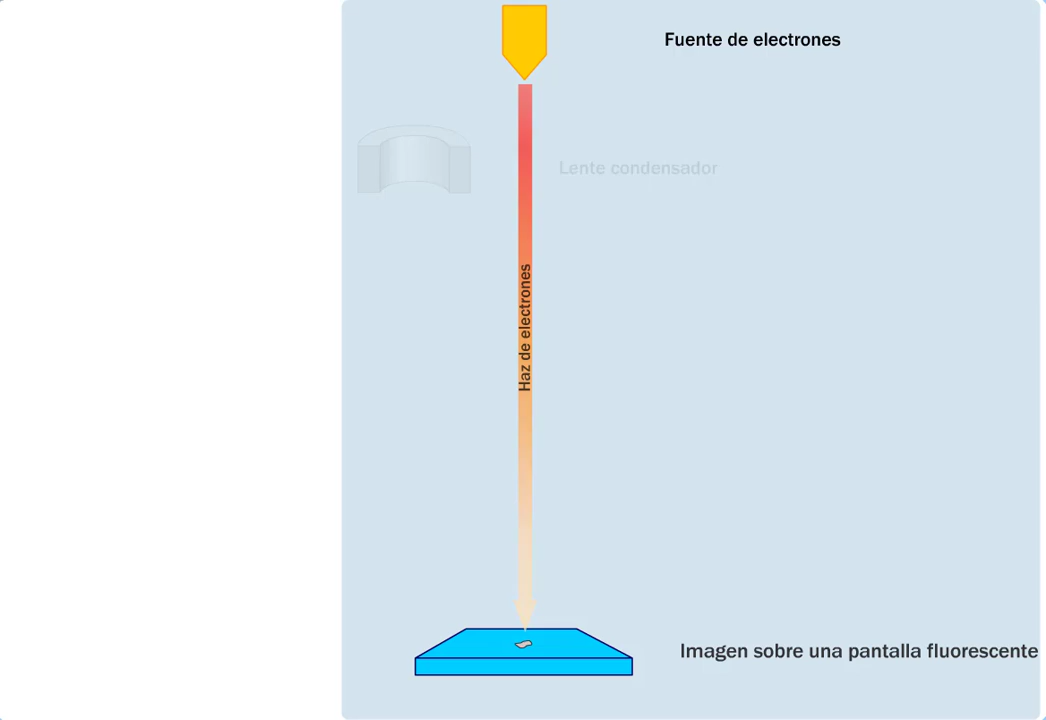 Fuente de electrones
Lente condensador
Haz de electrones
Imagen sobre una pantalla fluorescente